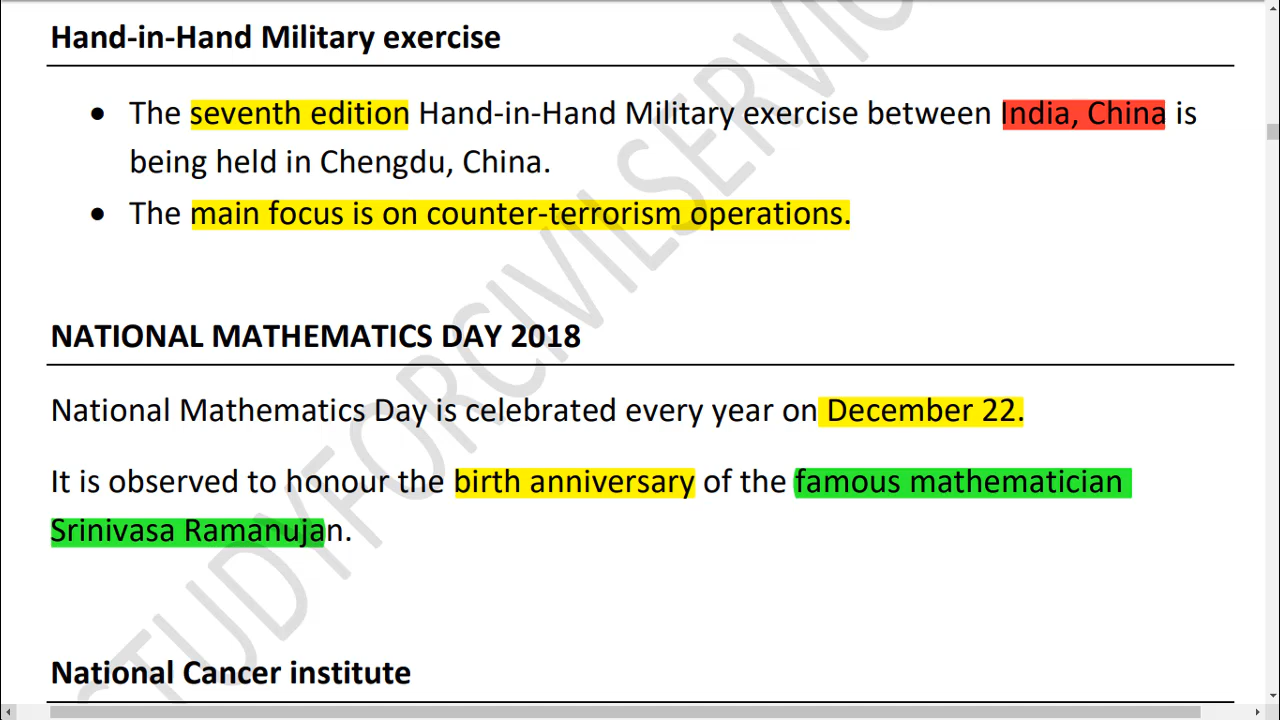 Hand-in-Hand Military exercise
• The seventh edition Hand-in-Hand Military exercise between India, China is
being held in Chengdu, China.
• The main focus is on counter-terrorism operations.
NATIONAL MATHEMATICS DAY 2018
National Mathematics Day is celebrated every year on December 22.
It is observed to honour the birth anniversary of the famous mathematician
Srinivasa Ramanujan.
National Cancer institute
STUDYFORCIVILSERVIC